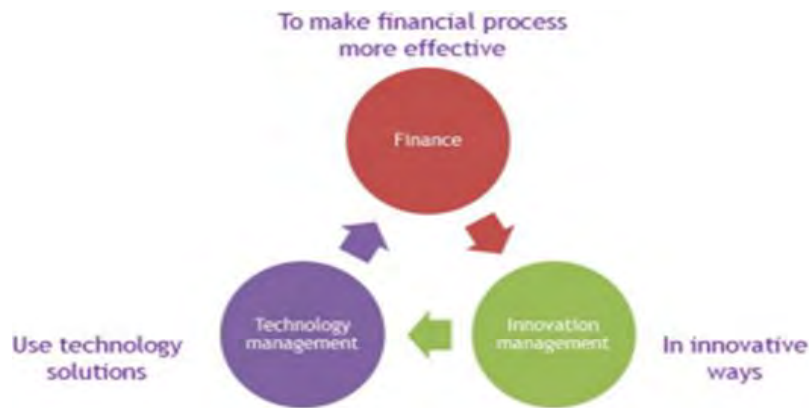 To make financial process
more effective
Finance
Technology
management
Innovation
management
Use technology
solutions
In innovative
ways